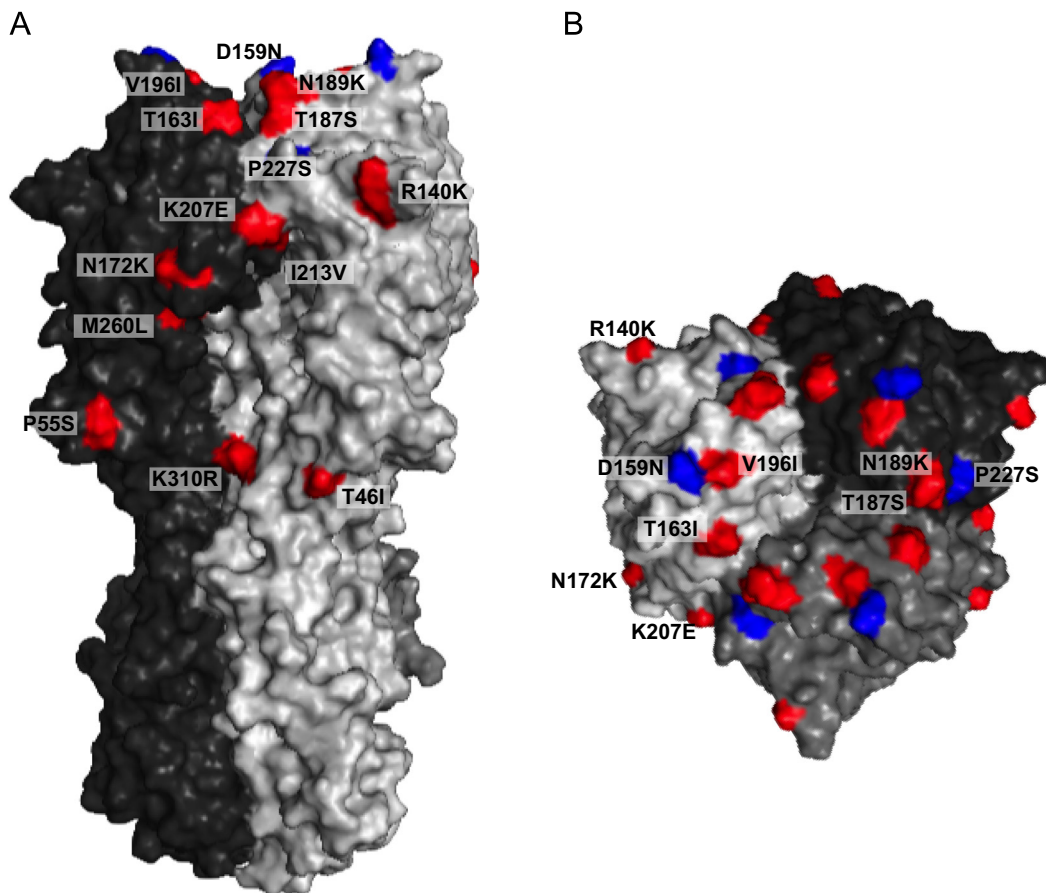 A
D159N
V196I
N189K
T163I
T187S
P227S
R140K
K207E
N172K
I213V
M260L
P55S
K310R
T46I
B
R140K
D159N
V196I
N189K
P227S
T187S
T163I
N172K
K207E